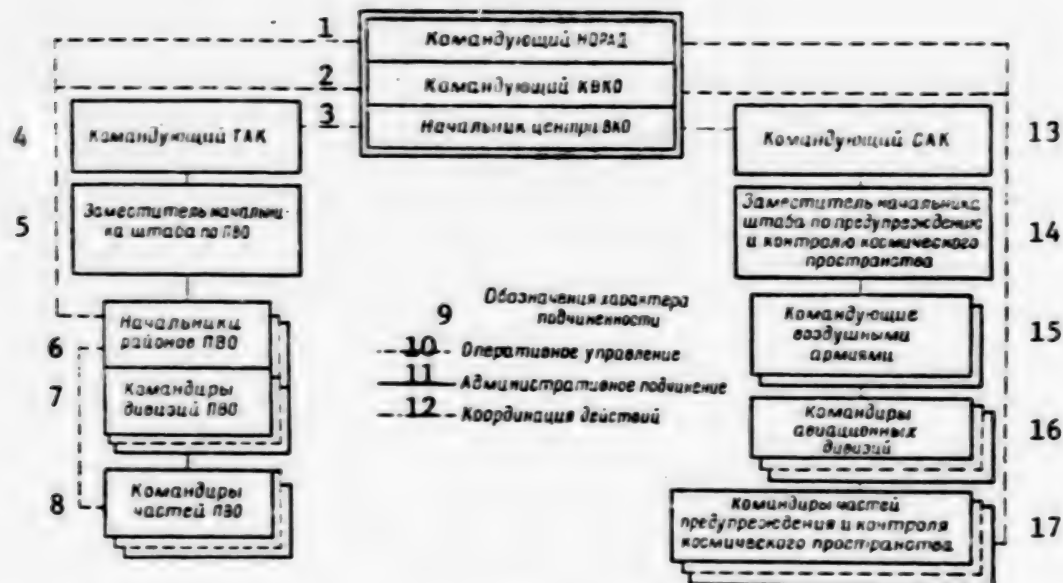 1
Командующий НОРАД
2
Командующий КВКО
3
Начальник центра ВКО
4
Командующий ТАК
5
Заместитель начальни-
ка штаба по ПВО
6
Начальники
районов ПВО
7
Командиры
дивизий ПВО
8
Командиры
частей ПВО
9
Обозначения характера
подчиненности
10 Оперативное управление
11 Административное подчинение
12 Координация действий
Командующий САК
13
Заместитель начальника
штаба по предупреждению
и контролю космического
пространства
14
Командующие
воздушными
армиями
15
Командиры
авиационных
дивизий
16
Командиры частей
предупреждения и контроля
космического пространства
17